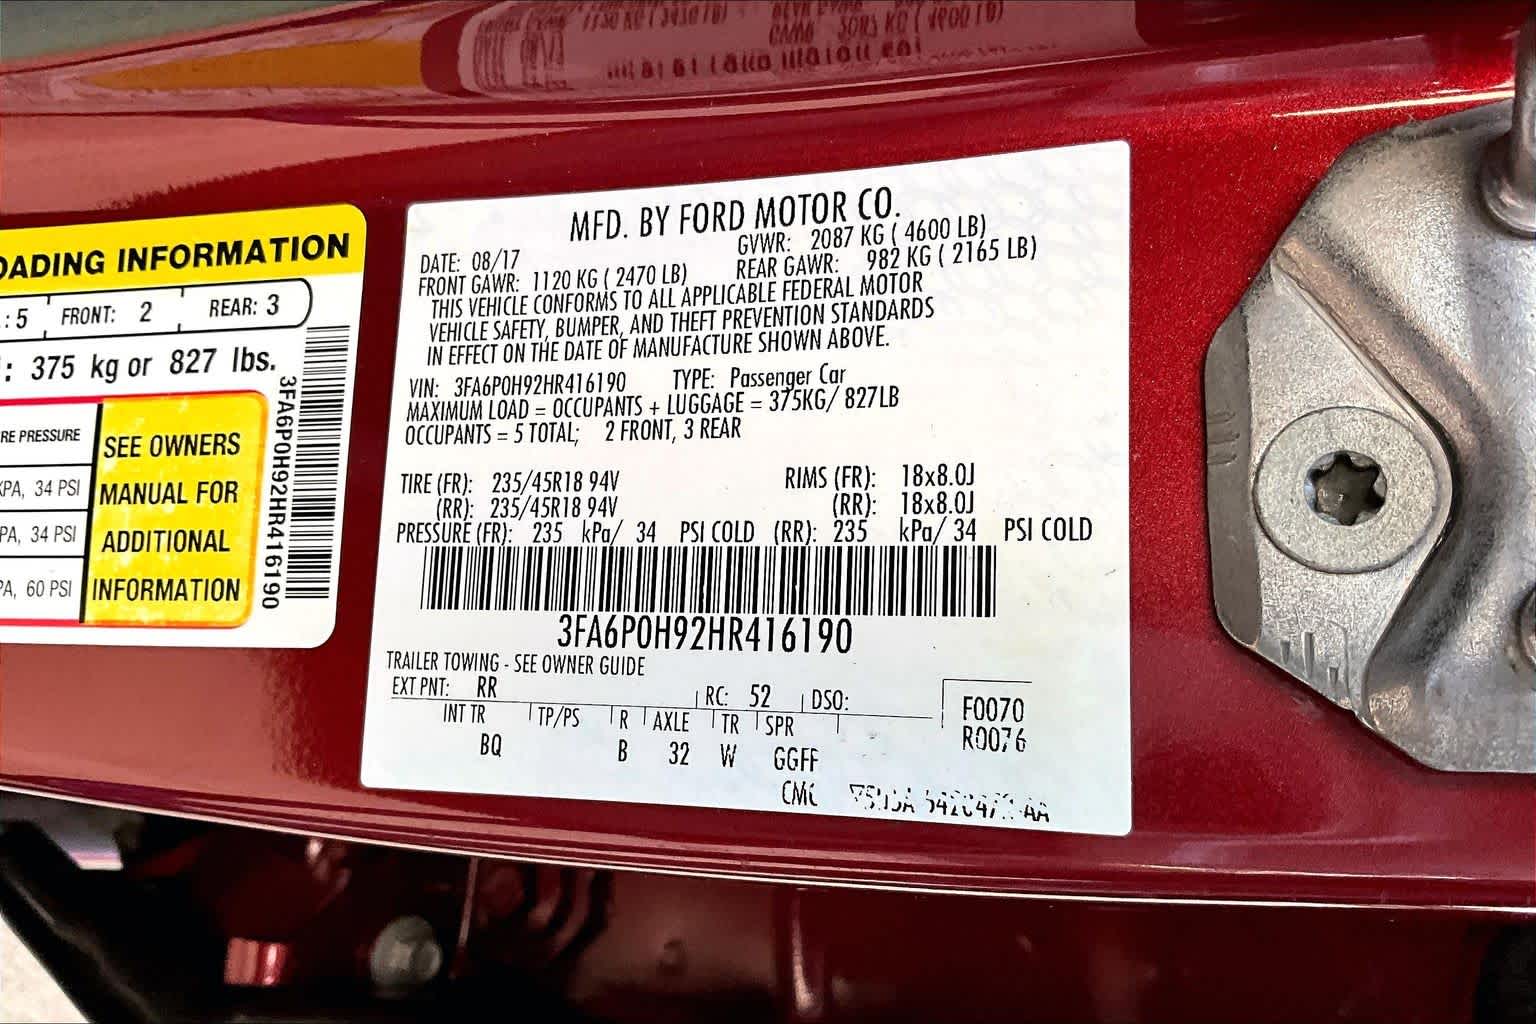 OADING INFORMATION
: 5 FRONT: 2 REAR: 3
: 375 kg or 827 lbs.
RE PRESSURE
KPA, 34 PSI
PA, 34 PSI
PA, 60 PSI
SEE OWNERS
MANUAL FOR
ADDITIONAL
INFORMATION
3FA6P0H92HR416190
MFD. BY FORD MOTOR CO.
DATE: 08/17 GVWR: 2087 KG ( 4600 LB)
FRONT GAWR: 1120 KG ( 2470 LB) REAR GAWR: 982 KG ( 2165 LB)
THIS VEHICLE CONFORMS TO ALL APPLICABLE FEDERAL MOTOR
VEHICLE SAFETY, BUMPER, AND THEFT PREVENTION STANDARDS
IN EFFECT ON THE DATE OF MANUFACTURE SHOWN ABOVE.
VIN: 3FA6P0H92HR416190 TYPE: Passenger Car
MAXIMUM LOAD = OCCUPANTS + LUGGAGE = 375KG/ 827LB
OCCUPANTS = 5 TOTAL; 2 FRONT, 3 REAR
TIRE (FR): 235/45R18 94V RIMS (FR): 18x8.0J
(RR): 235/45R18 94V (RR): 18x8.0J
PRESSURE (FR): 235 kPa/ 34 PSI COLD (RR): 235 kPa/ 34 PSI COLD
3FA6P0H92HR416190
TRAILER TOWING - SEE OWNER GUIDE
EXT PNT: RR RC: 52 DSO:
F0070
R0076
INT TR TP/PS R AXLE TR SPR
BQ B 32 W GGFF
CMC